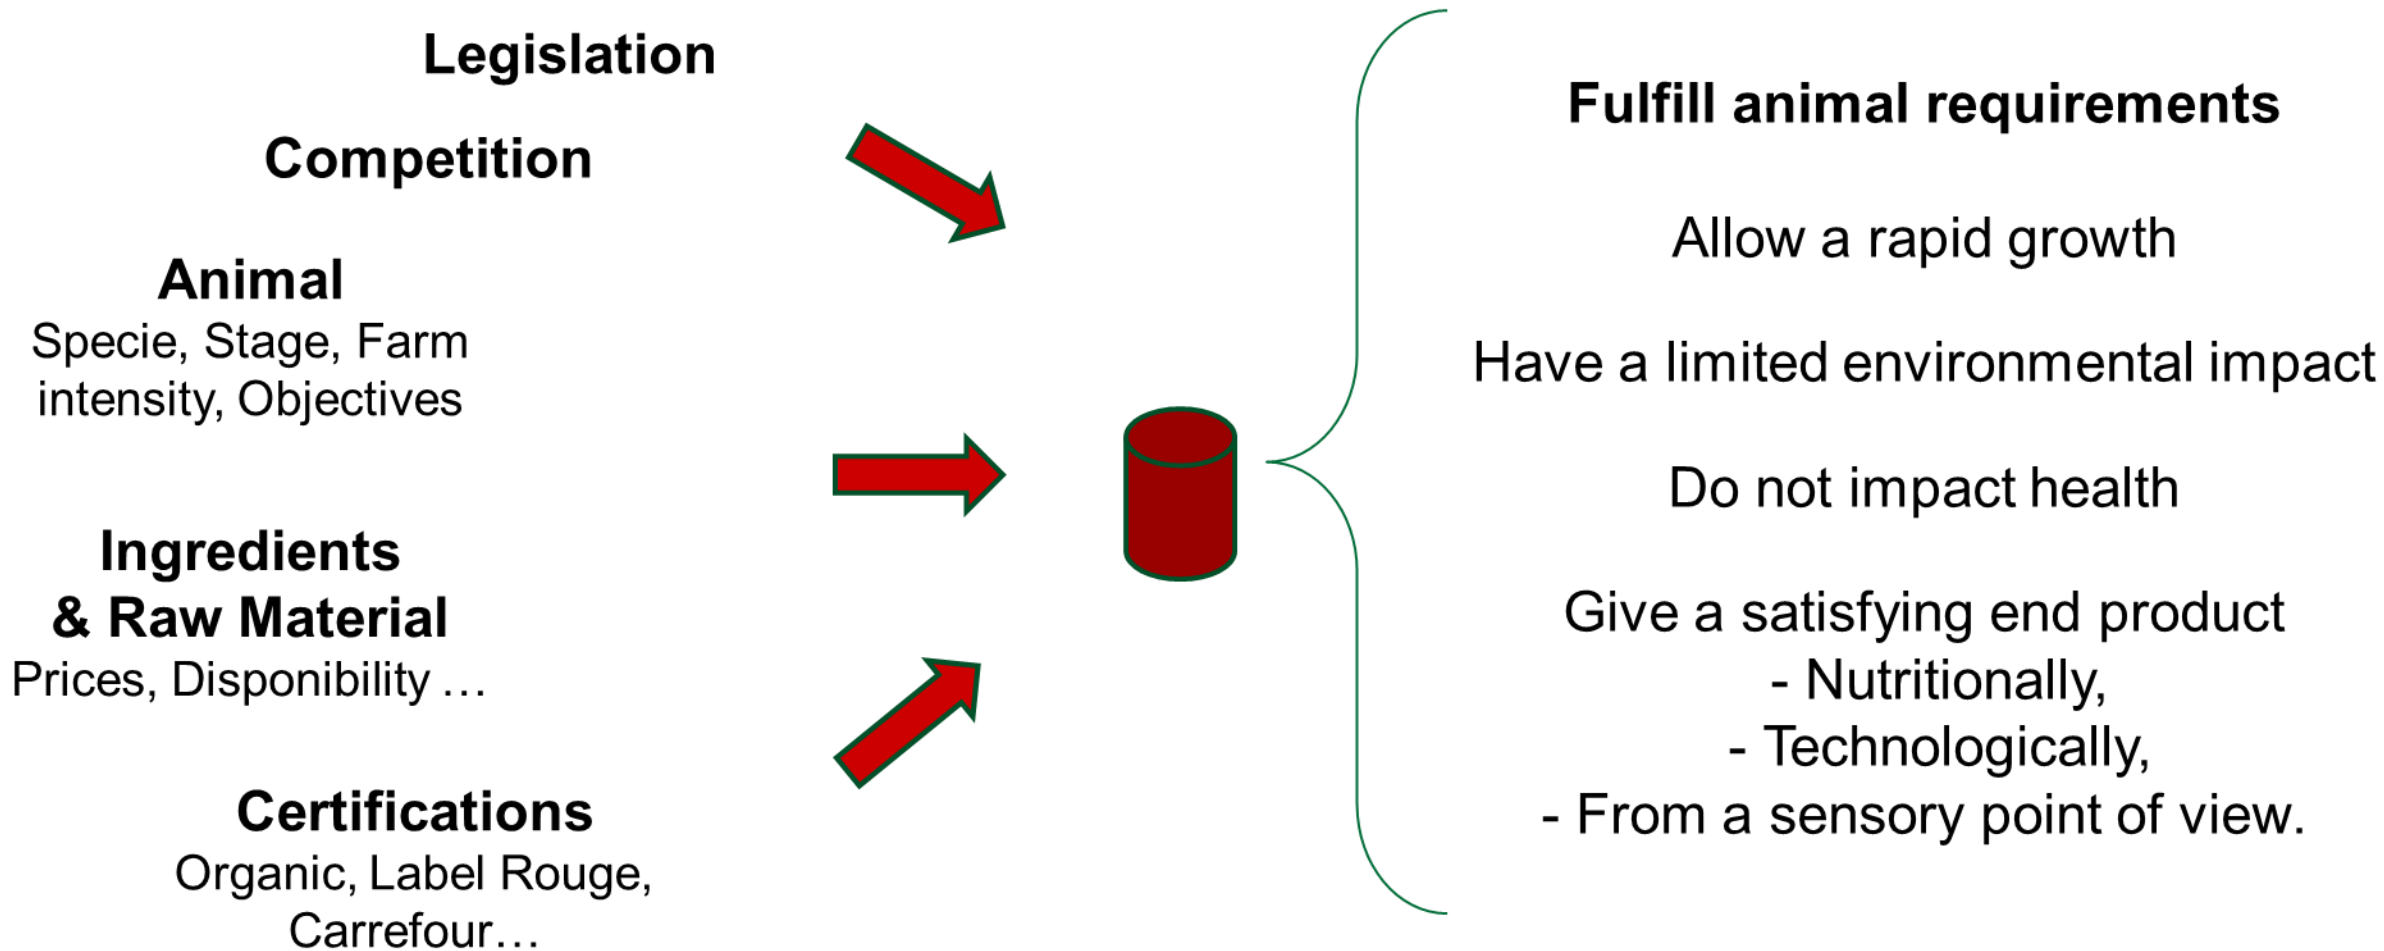 Legislation
Competition
Animal
Specie, Stage, Farm
intensity, Objectives
Ingredients
& Raw Material
Prices, Disponibility ...
Certifications
Organic, Label Rouge,
Carrefour...
Fulfill animal requirements
Allow a rapid growth
Have a limited environmental impact
Do not impact health
Give a satisfying end product
- Nutritionally,
- Technologically,
- From a sensory point of view.